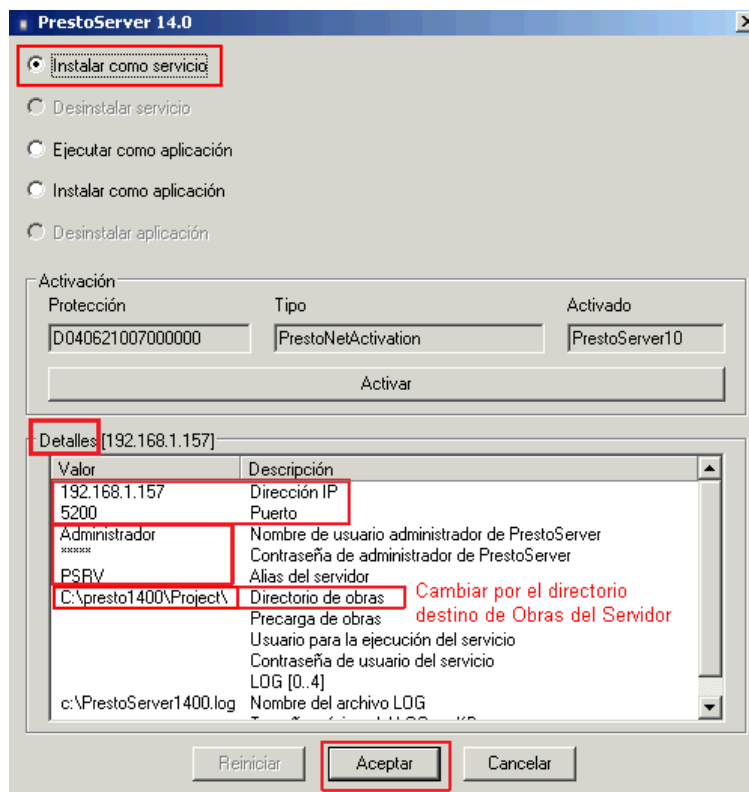 PrestoServer 14.0
Instalar como servicio
Desinstalar servicio
Ejecutar como aplicación
Instalar como aplicación
Desinstalar aplicación
Activación
Protección Tipo Activado
D040621007000000 PrestoNetActivation PrestoServer10
Activar
Detalles [192.168.1.157]
Valor Descripción
192.168.1.157 Dirección IP
5200 Puerto
Administrador Nombre de usuario administrador de PrestoServer
***** Contraseña de administrador de PrestoServer
PSRV Alias del servidor
C:\presto1400\Project\ Directorio de obras
Cambiar por el directorio
destino de Obras del Servidor
Precarga de obras
Usuario para la ejecución del servicio
Contraseña de usuario del servicio
LOG [0..4]
c:\PrestoServer1400.log Nombre del archivo LOG
Reiniciar Aceptar Cancelar